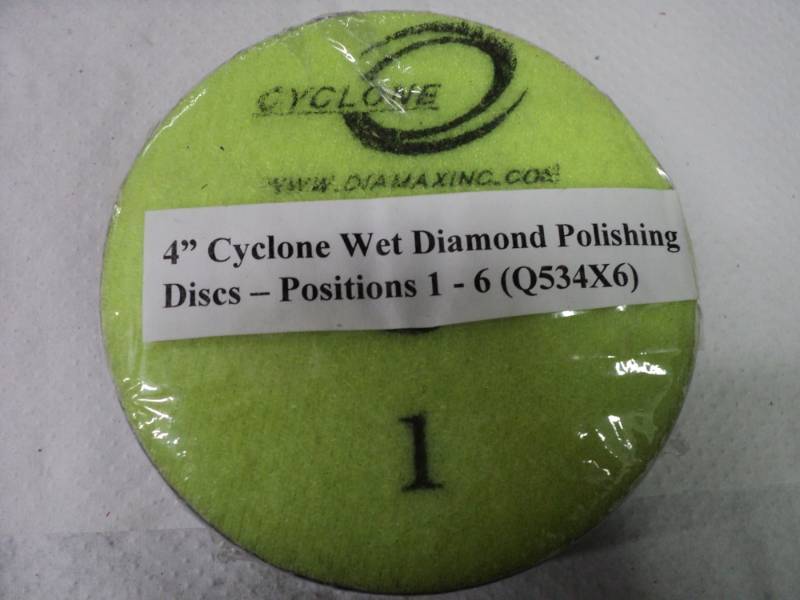 CYCLONE
WWW.DIAMAXINC.COM
4” Cyclone Wet Diamond Polishing
Discs – Positions 1 - 6 (Q534X6)
1